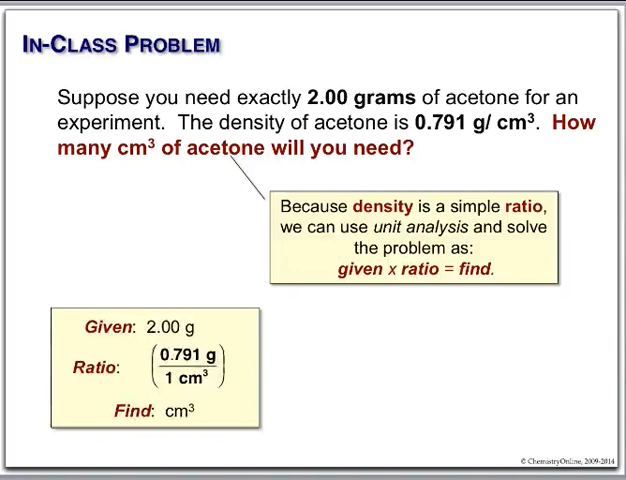 IN-CLASS PROBLEM
Suppose you need exactly 2.00 grams of acetone for an
experiment. The density of acetone is 0.791 g/ cm³. How
many cm³ of acetone will you need?
Because density is a simple ratio,
we can use unit analysis and solve
the problem as:
given x ratio = find.
Given: 2.00 g
Ratio: (0.791 g / 1 cm³)
Find: cm³
© ChemistryOnline, 2009-2014